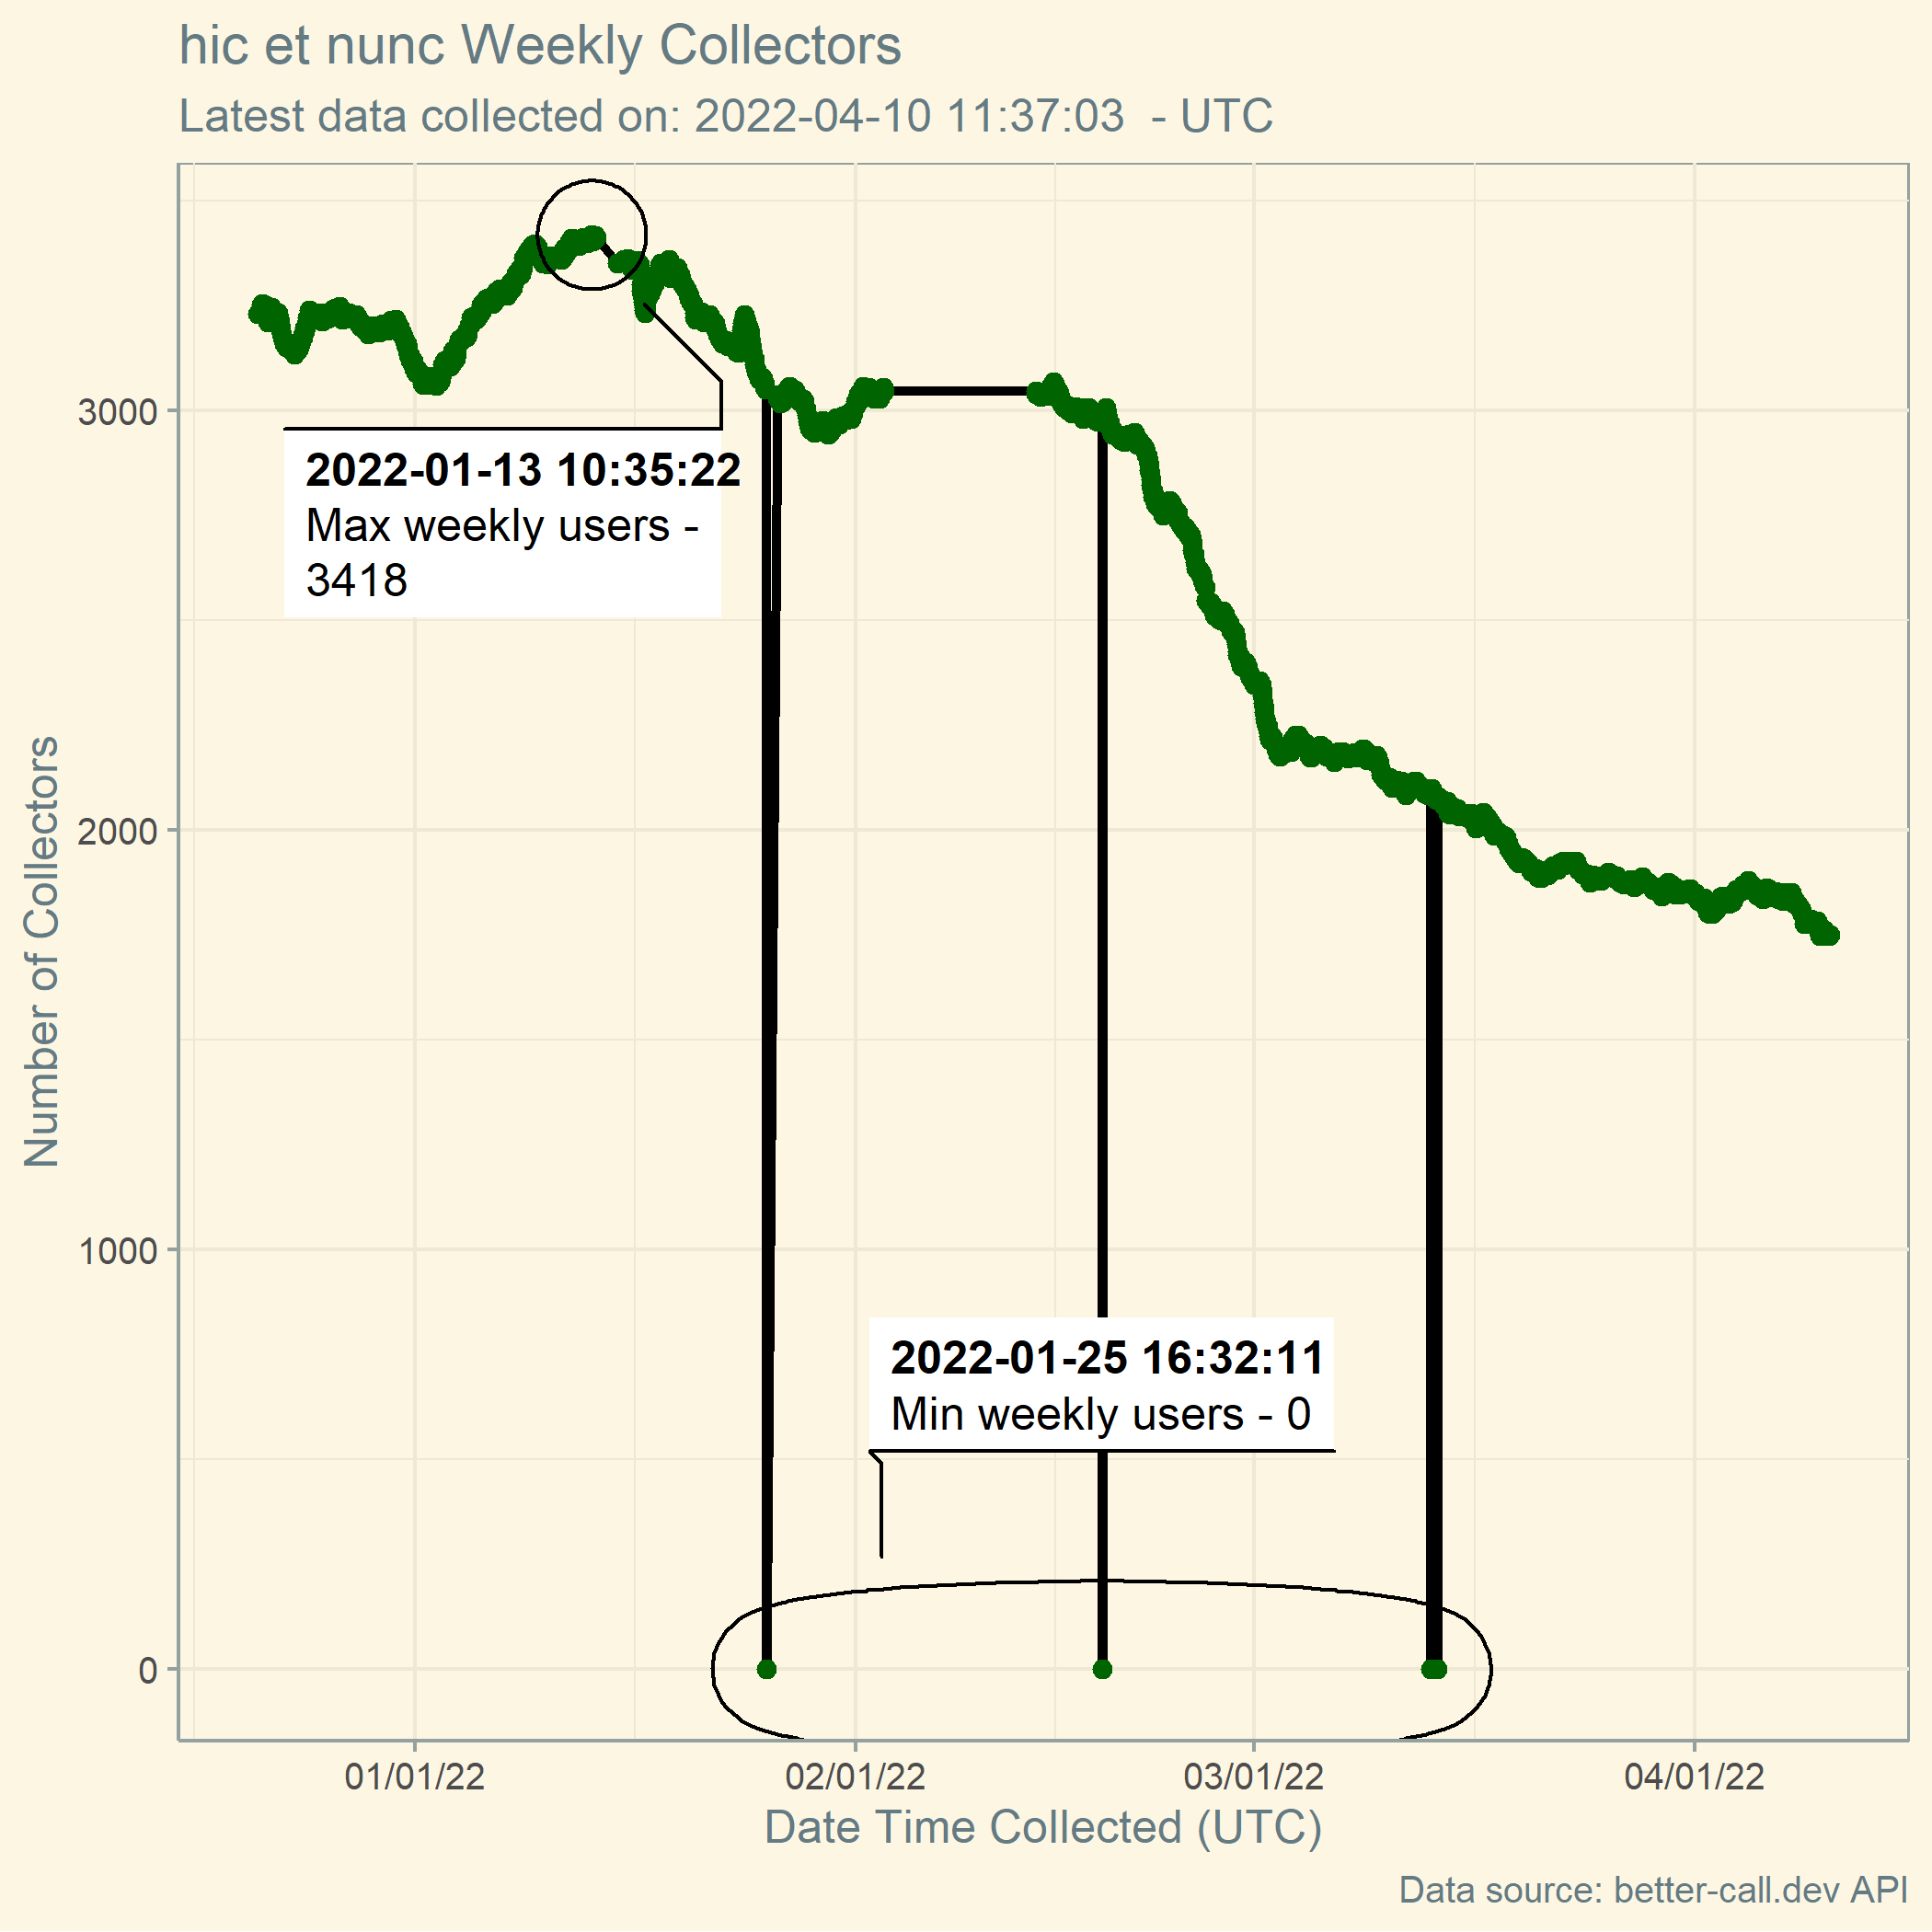 hic et nunc Weekly Collectors
Latest data collected on: 2022-04-10 11:37:03  - UTC
Number of Collectors
3000
2000
1000
0
2022-01-13 10:35:22
Max weekly users -
3418
2022-01-25 16:32:11
Min weekly users - 0
01/01/22
02/01/22
03/01/22
04/01/22
Date Time Collected (UTC)
Data source: better-call.dev API